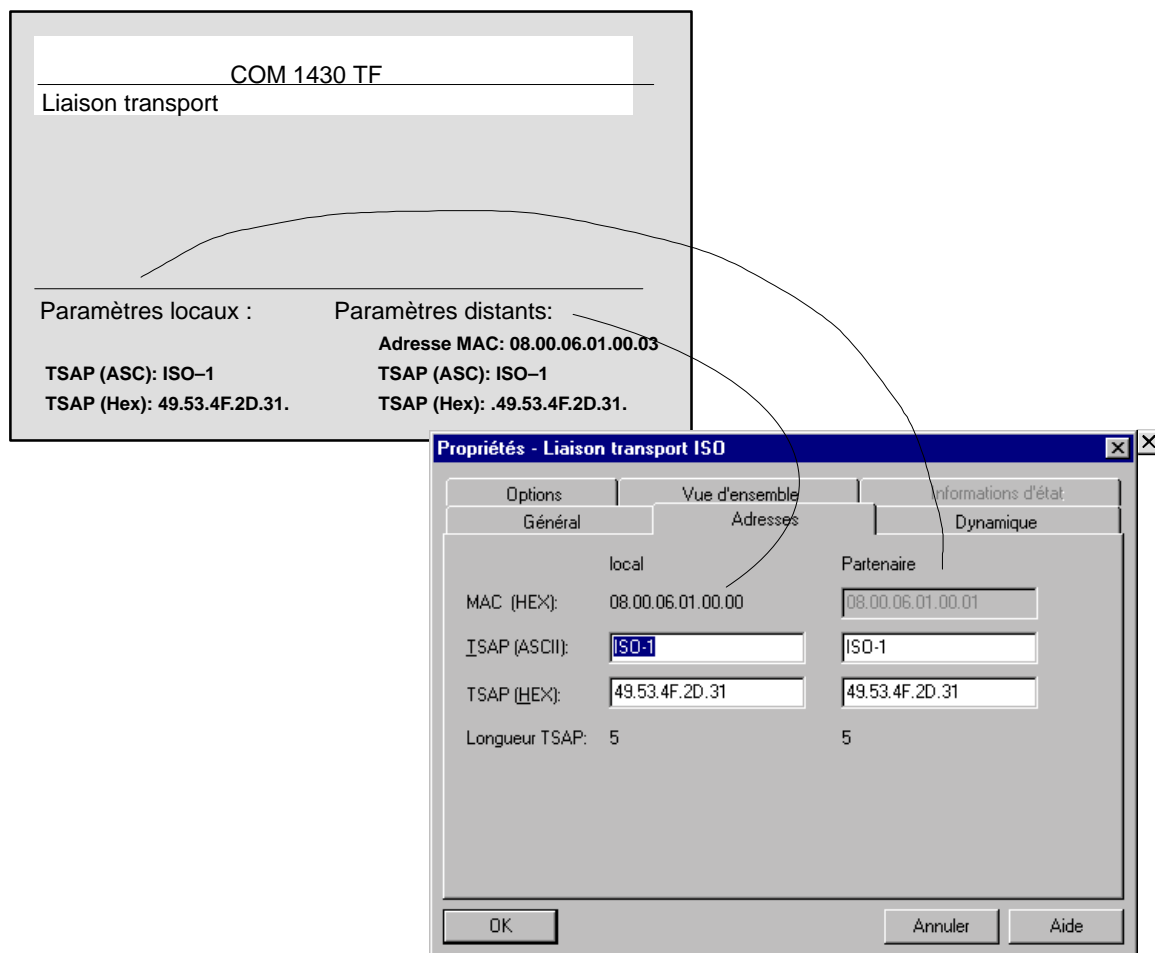 COM 1430 TF
Liaison transport
Paramètres locaux : Paramètres distants:
Adresse MAC: 08.00.06.01.00.03
TSAP (ASC): ISO–1 TSAP (ASC): ISO–1
TSAP (Hex): 49.53.4F.2D.31. TSAP (Hex): .49.53.4F.2D.31.
Propriétés - Liaison transport ISO
Options Vue d'ensemble Informations d'état
Général Adresses Dynamique
local Partenaire
MAC (HEX): 08.00.06.01.00.00 08.00.06.01.00.01
TSAP (ASCII): ISO-1 ISO-1
TSAP (HEX): 49.53.4F.2D.31 49.53.4F.2D.31
Longueur TSAP: 5 5
OK Annuler Aide